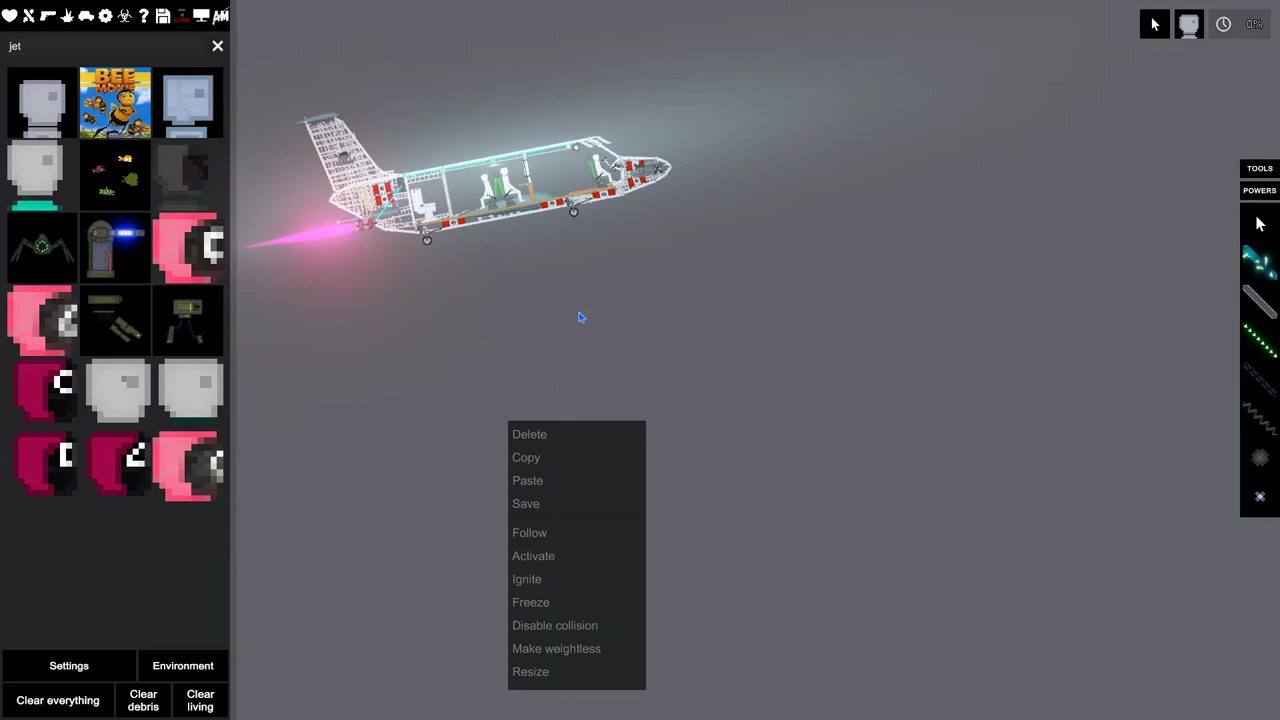 AM
jet
BEE
MOVIE
0%
TOOLS
POWERS
Delete
Copy
Paste
Save
Follow
Activate
Ignite
Freeze
Disable collision
Make weightless
Resize
Settings
Environment
Clear everything
Clear
debris
Clear
living